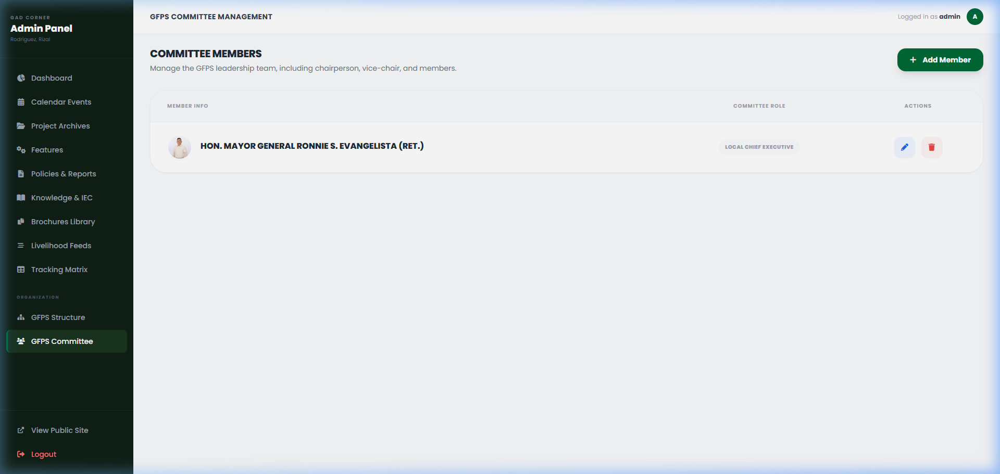 GAD CORNER
Admin Panel
Rodriguez, Rizal
Dashboard
Calendar Events
Project Archives
Features
Policies & Reports
Knowledge & IEC
Brochures Library
Livelihood Feeds
Tracking Matrix
ORGANIZATION
GFPS Structure
GFPS Committee
View Public Site
Logout
GFPS COMMITTEE MANAGEMENT
Logged in as admin
A
COMMITTEE MEMBERS
Manage the GFPS leadership team, including chairperson, vice-chair, and members.
Add Member
MEMBER INFO COMMITTEE ROLE ACTIONS
HON. MAYOR GENERAL RONNIE S. EVANGELISTA (RET.) LOCAL CHIEF EXECUTIVE